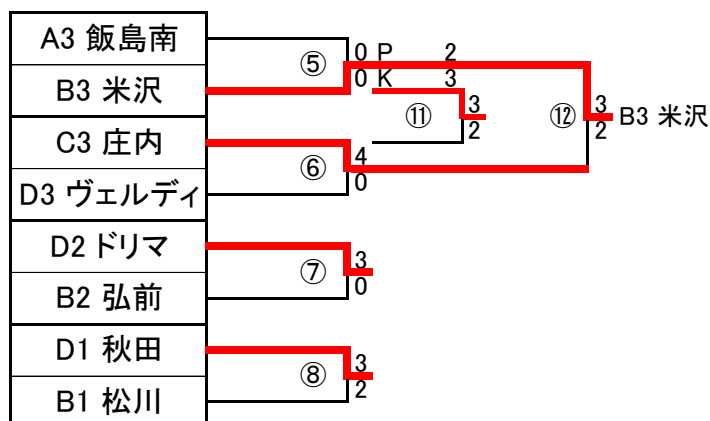 A3 飯島南
⑤
0 P 2
0 K 3
B3 米沢
⑪
3
2
⑫
3
2
B3 米沢
C3 庄内
⑥
4
0
D3 ヴェルディ
D2 ドリマ
⑦
3
0
B2 弘前
D1 秋田
⑧
3
2
B1 松川